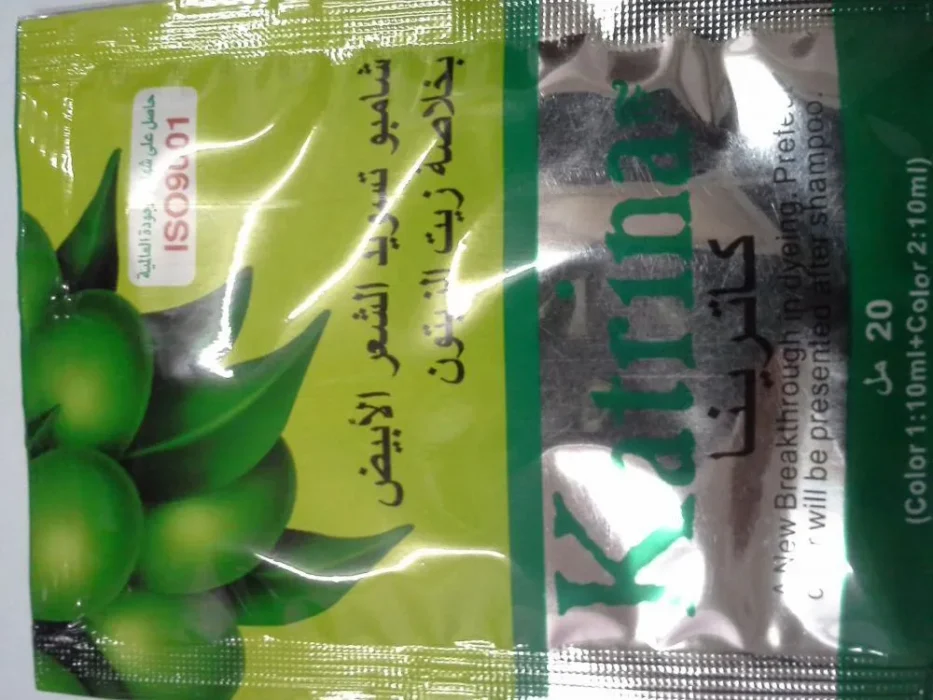 حاصل على شهادة الجودة العالمية
ISO9001
شامبو تسويد الشعر الأبيض
بخلاصة زيت الزيتون
Katrina
كاترينا
A New Breakthrough in dyeing. Prefect
will be presented after shampoo!
20 مل
(Color 1:10ml+Color 2:10ml)